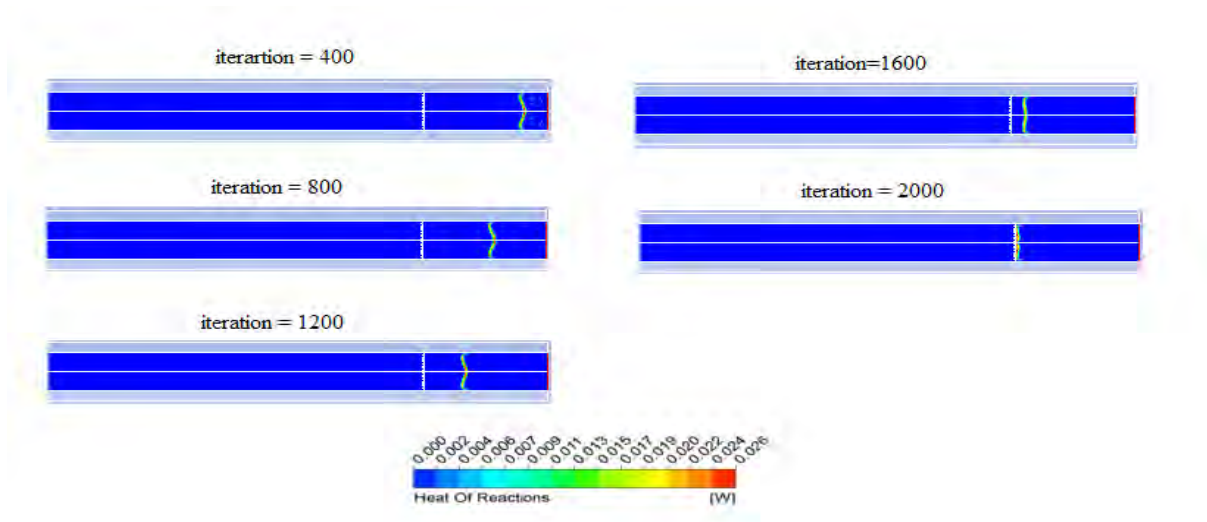 iterartion = 400
iteration=1600
iteration = 800
iteration = 2000
iteration = 1200
0.000 0.002 0.004 0.006 0.007 0.009 0.011 0.013 0.015 0.017 0.019 0.020 0.022 0.024 0.026
Heat Of Reactions [W]